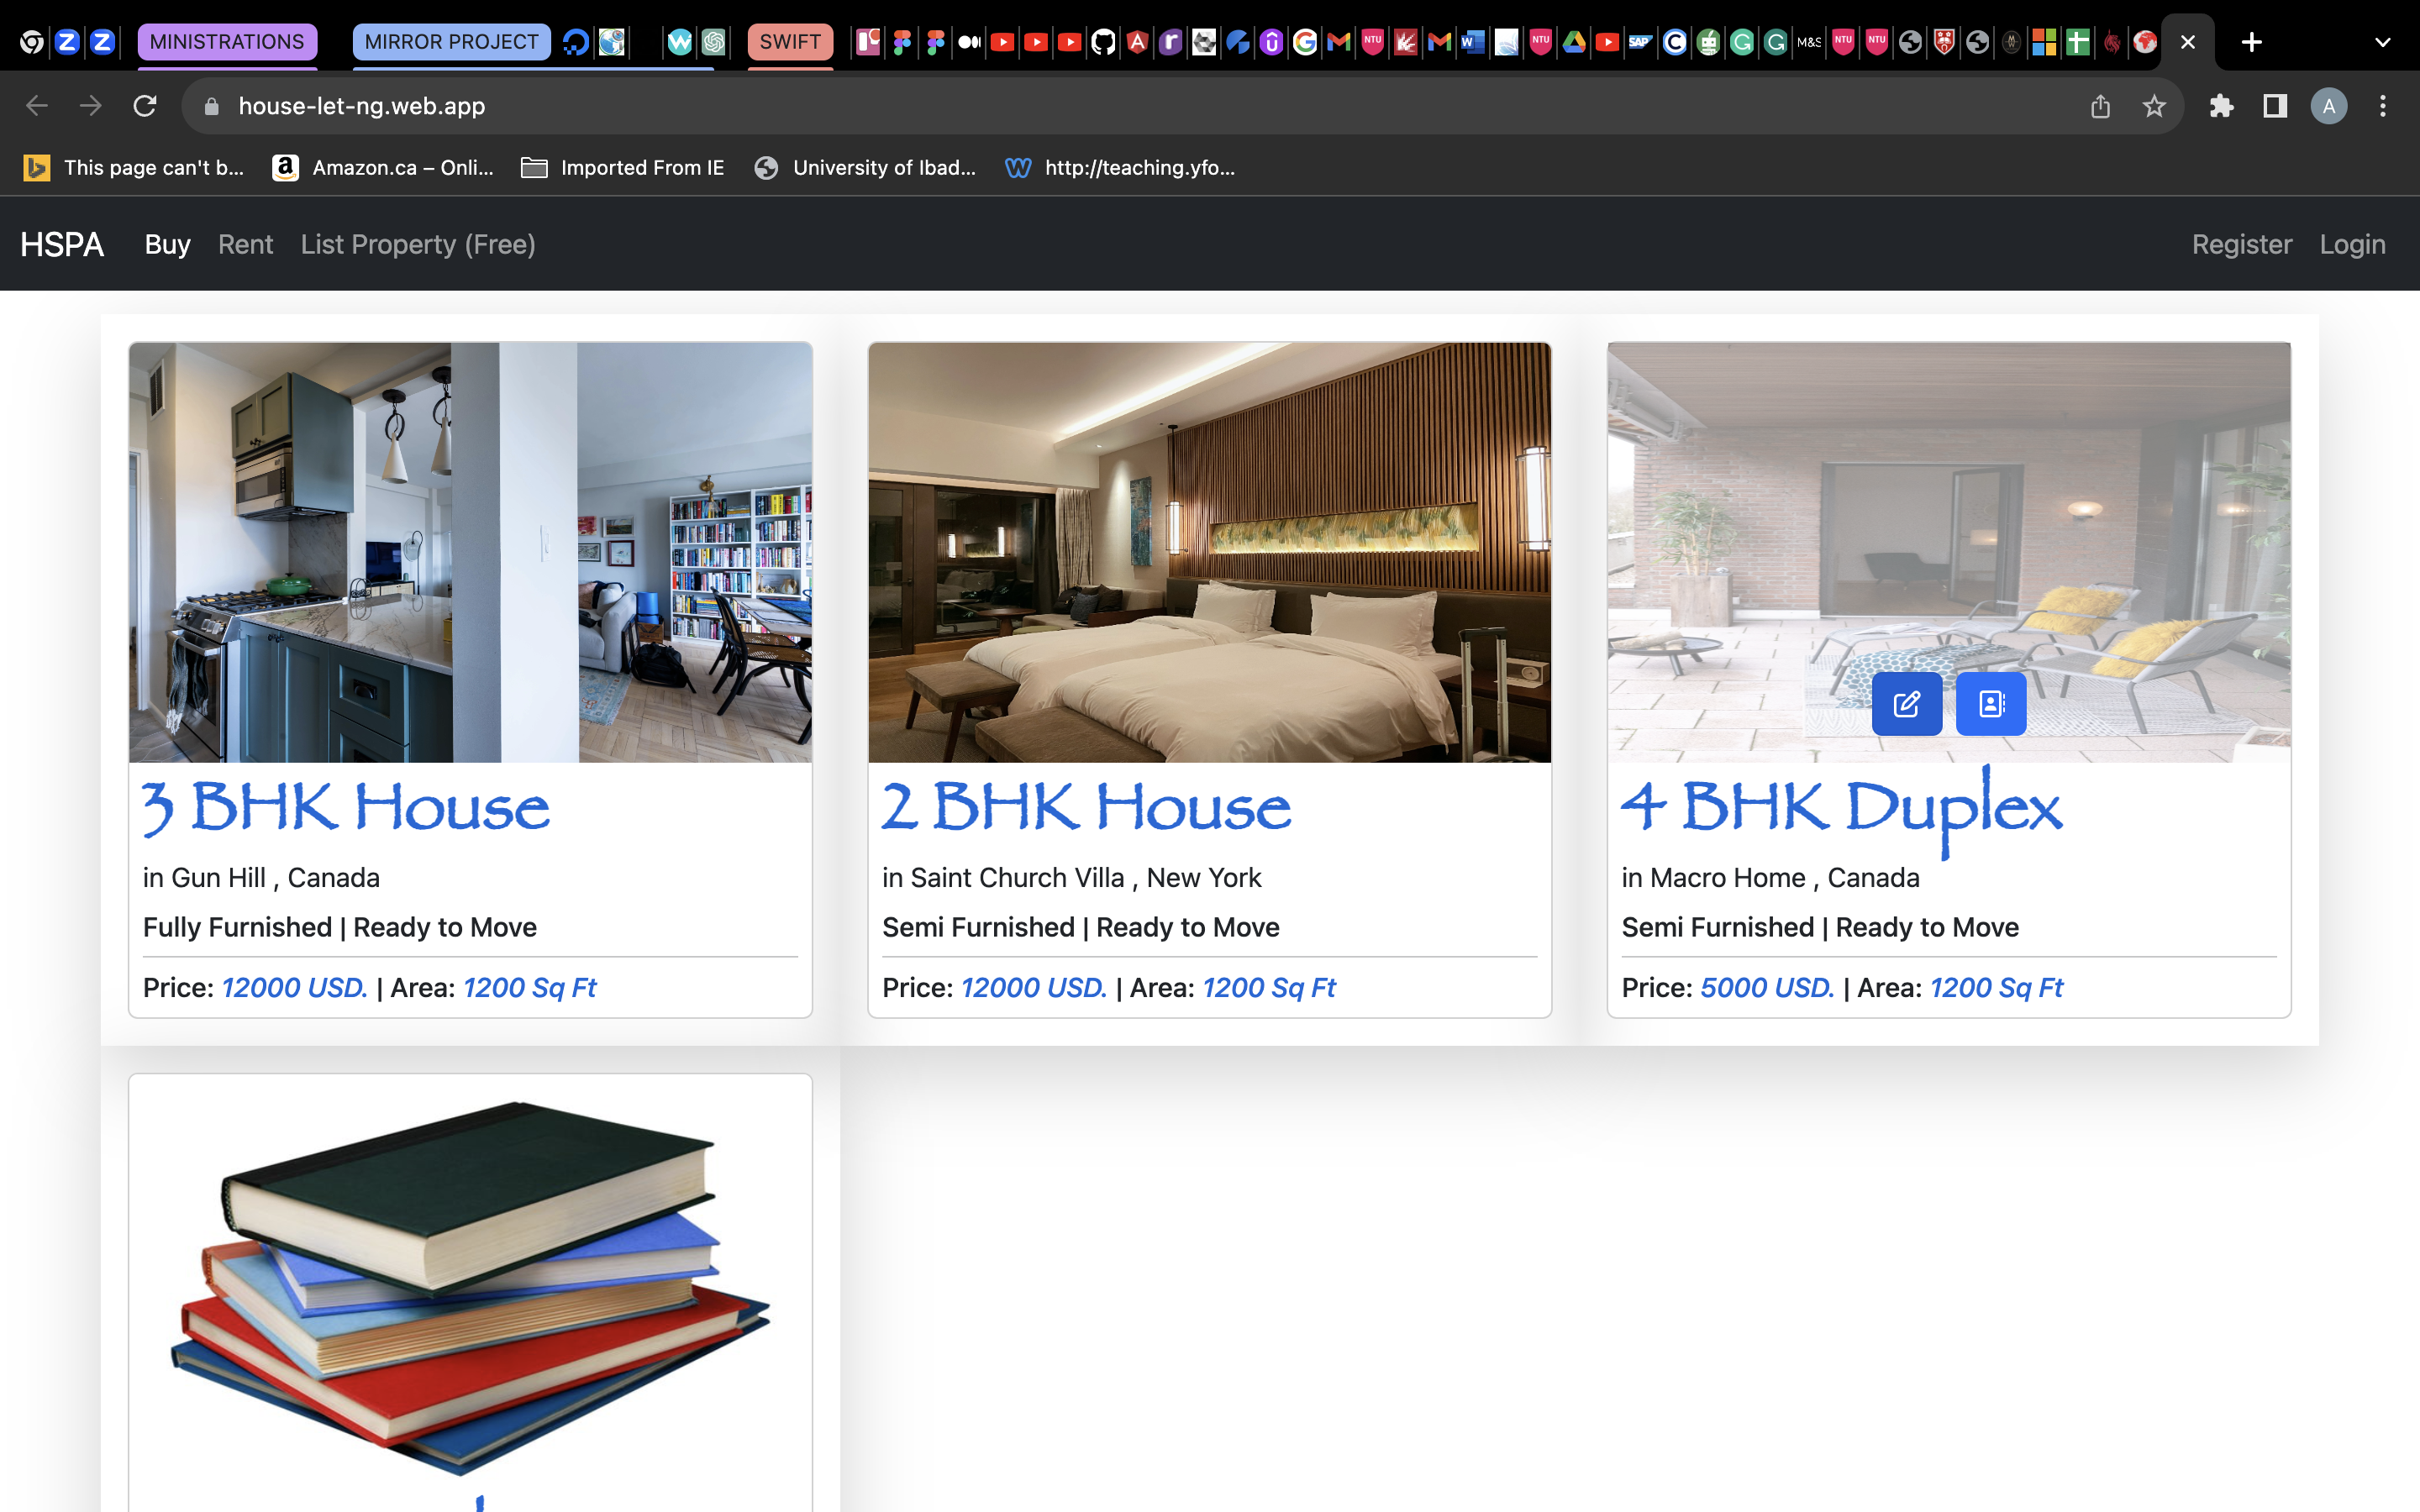 MINISTRATIONS MIRROR PROJECT SWIFT
house-let-ng.web.app A
This page can't b... Amazon.ca – Onli... Imported From IE University of Ibad... http://teaching.yfo...
HSPA Buy Rent List Property (Free) Register Login
3 BHK House
in Gun Hill , Canada
Fully Furnished | Ready to Move
Price: 12000 USD. | Area: 1200 Sq Ft
2 BHK House
in Saint Church Villa , New York
Semi Furnished | Ready to Move
Price: 12000 USD. | Area: 1200 Sq Ft
4 BHK Duplex
in Macro Home , Canada
Semi Furnished | Ready to Move
Price: 5000 USD. | Area: 1200 Sq Ft